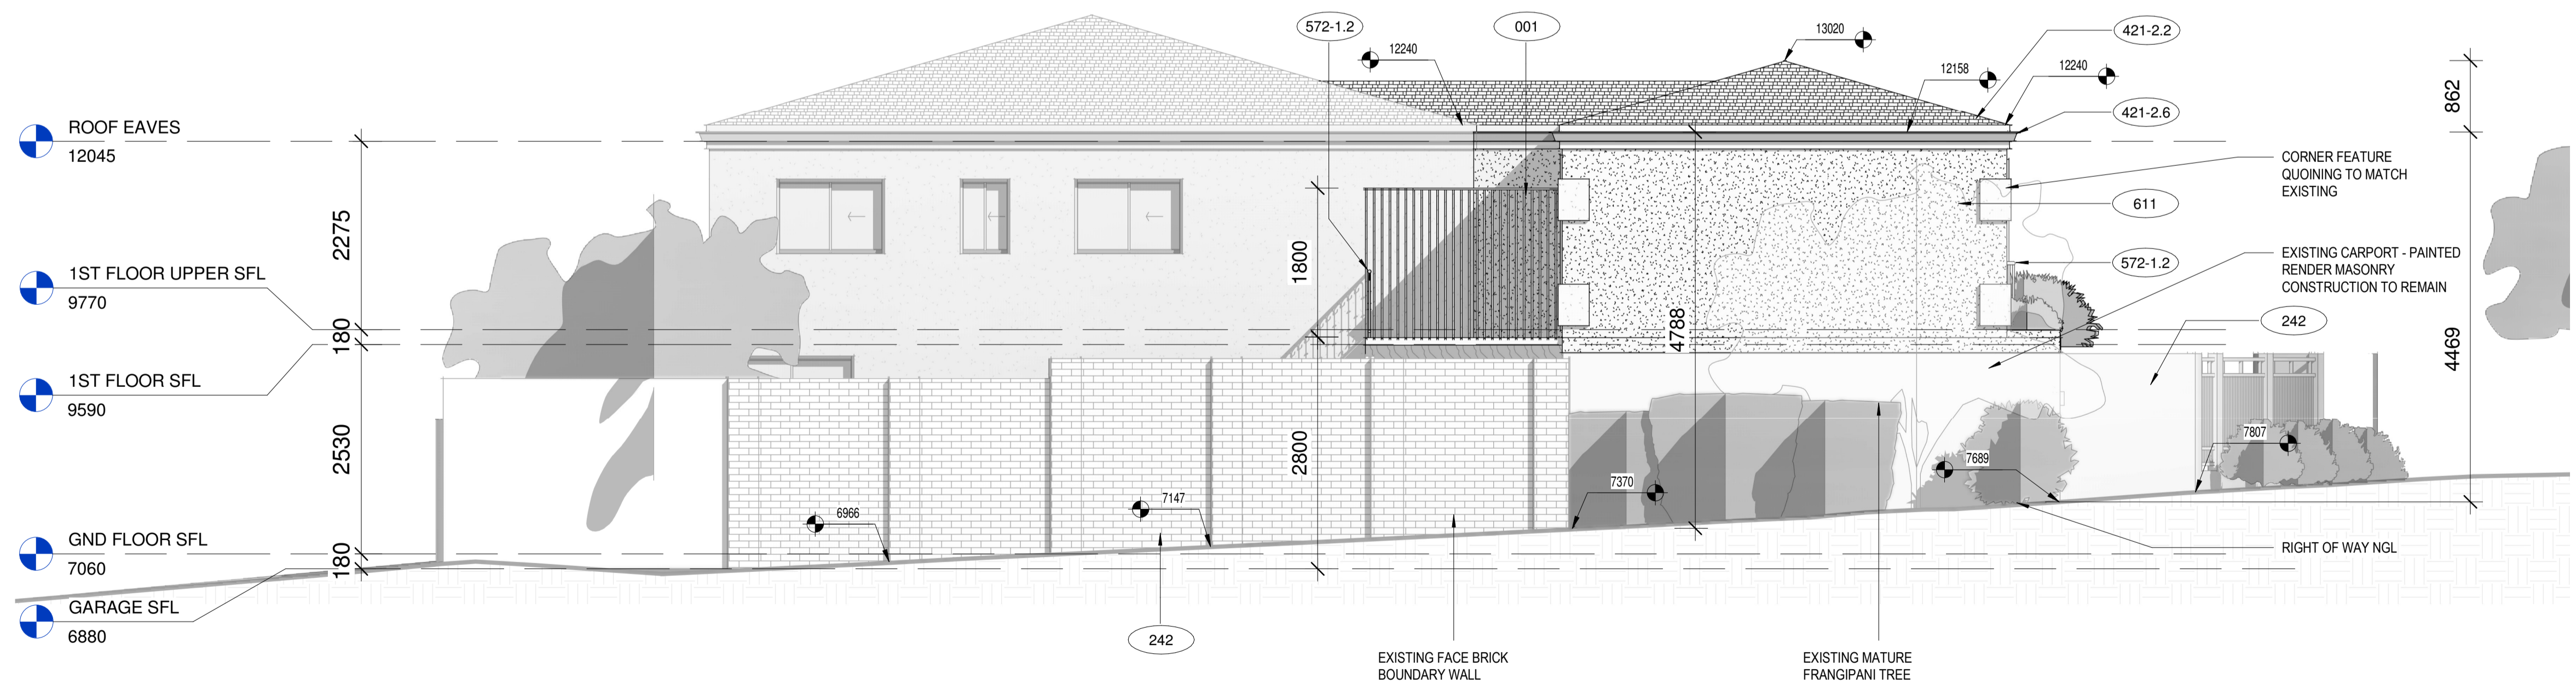 572-1.2
001
13020
421-2.2
12240
12158
12240
862
421-2.6
ROOF EAVES
12045
CORNER FEATURE
QUOINING TO MATCH
EXISTING
611
2275
1800
1ST FLOOR UPPER SFL
9770
EXISTING CARPORT - PAINTED
RENDER MASONRY
CONSTRUCTION TO REMAIN
572-1.2
242
180
4788
4469
1ST FLOOR SFL
9590
2530
2800
7807
7689
7370
7147
6966
GND FLOOR SFL
7060
180
RIGHT OF WAY NGL
GARAGE SFL
6880
242
EXISTING FACE BRICK
BOUNDARY WALL
EXISTING MATURE
FRANGIPANI TREE